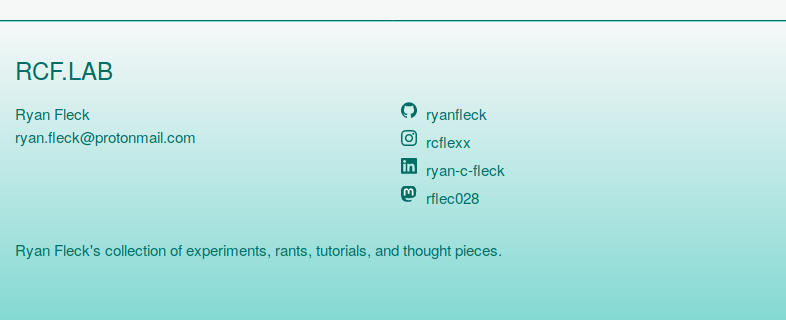 RCF.LAB
Ryan Fleck
ryan.fleck@protonmail.com
ryanfleck
rcflexx
ryan-c-fleck
rflec028
Ryan Fleck's collection of experiments, rants, tutorials, and thought pieces.